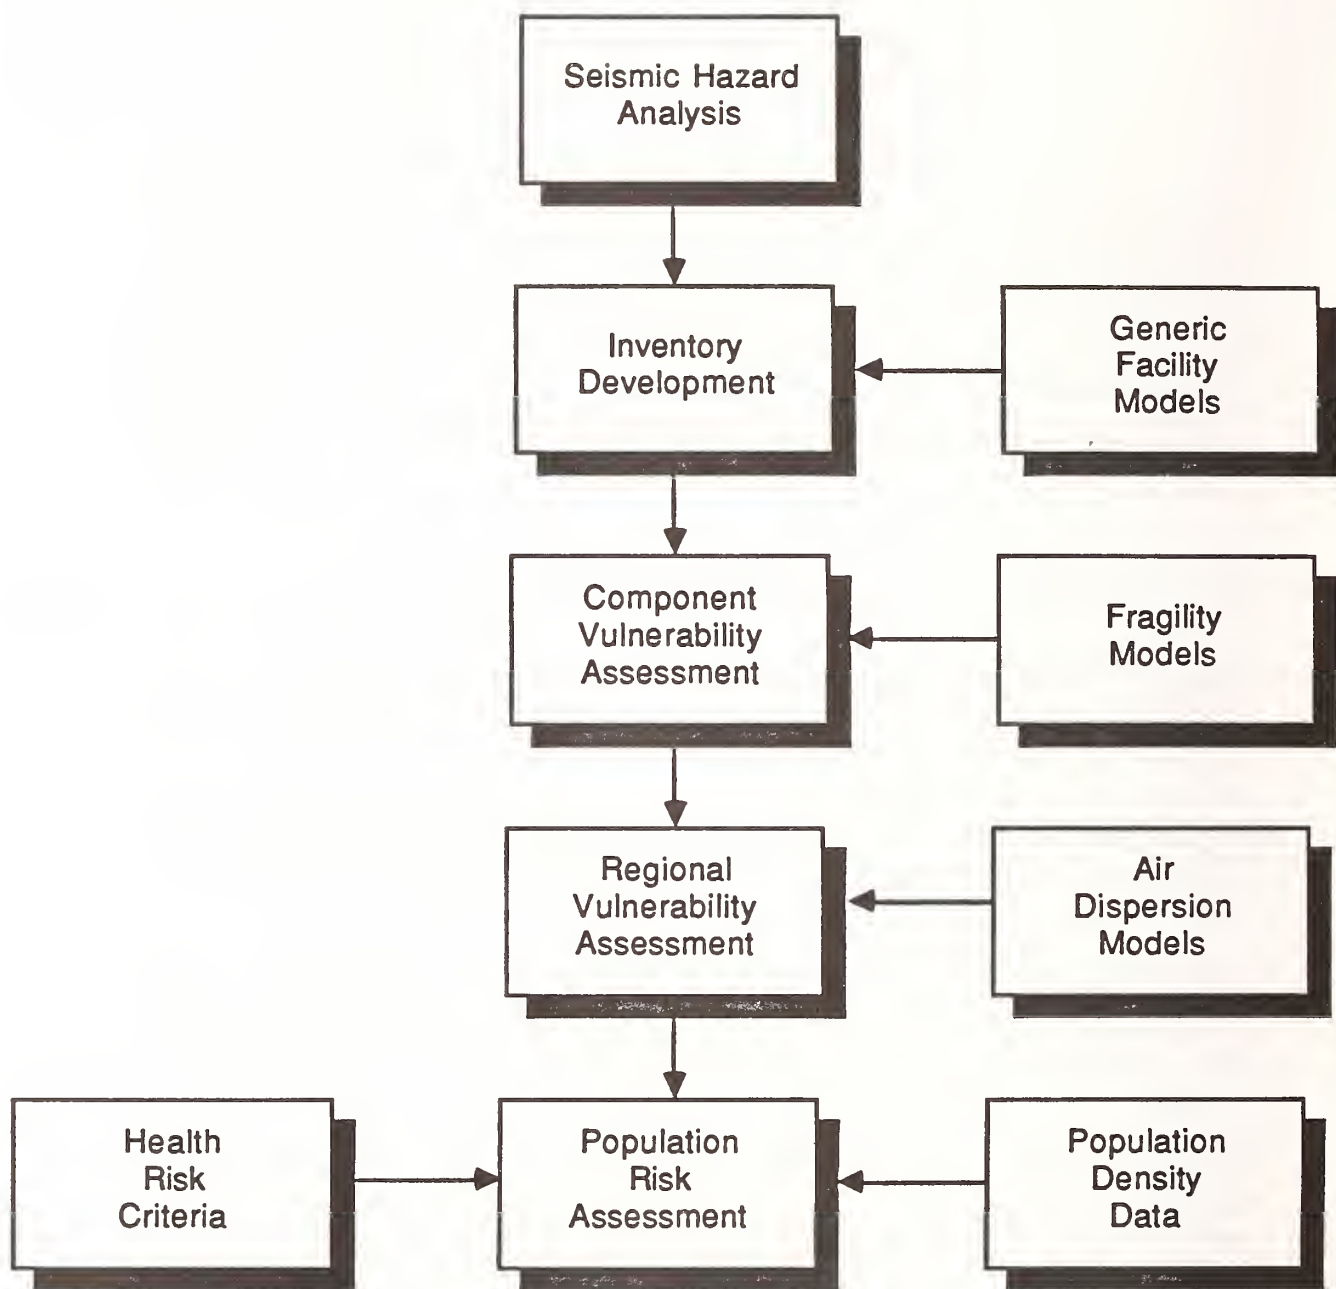 Seismic Hazard
Analysis
Inventory
Development
Generic
Facility
Models
Component
Vulnerability
Assessment
Fragility
Models
Regional
Vulnerability
Assessment
Air
Dispersion
Models
Health
Risk
Criteria
Population
Risk
Assessment
Population
Density
Data